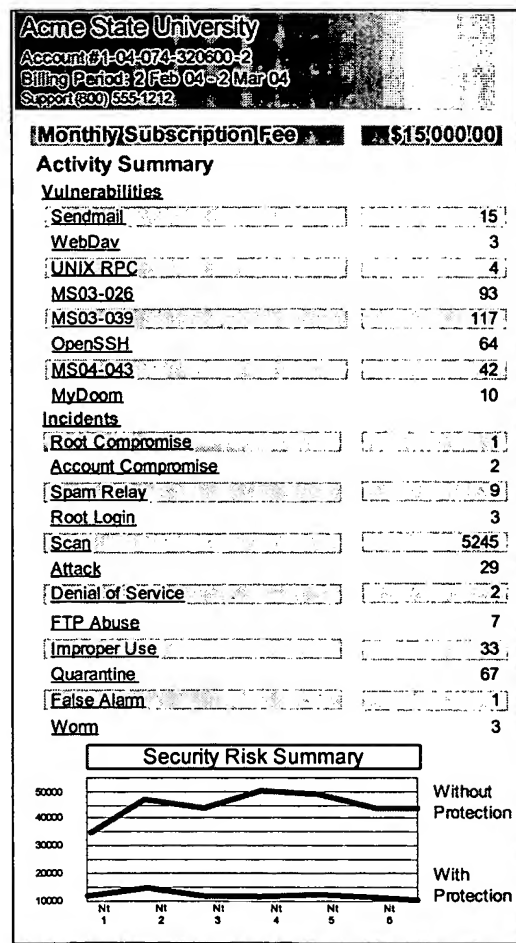 Acme State University
Account #1-04-074-320600-2
Billing Period: 2 Feb 04 - 2 Mar 04
Support (800) 555-1212
Monthly Subscription Fee $15,000.00
Activity Summary
Vulnerabilities
Sendmail 15
WebDav 3
UNIX RPC 4
MS03-026 93
MS03-039 117
OpenSSH 64
MS04-043 42
MyDoom 10
Incidents
Root Compromise 1
Account Compromise 2
Spam Relay 9
Root Login 3
Scan 5245
Attack 29
Denial of Service 2
FTP Abuse 7
Improper Use 33
Quarantine 67
False Alarm 1
Worm 3
Security Risk Summary
50000
40000
30000
20000
10000
Without
Protection
With
Protection
Nt Nt Nt Nt Nt Nt
1 2 3 4 5 6